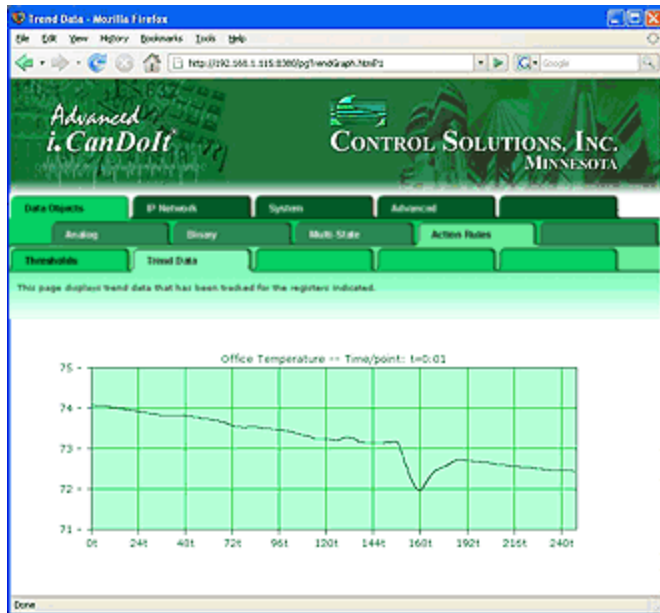 Trend Data - Mozilla Firefox
File Edit View History Bookmarks Tools Help
http://192.168.1.115:8080/pgTrendGraph.html?1
Google
Advanced
i.CanDoIt
CONTROL SOLUTIONS, INC.
MINNESOTA
Data Objects IP Network System Advanced
Analog Binary Multi-State Action Rules
Thresholds Trend Data
This page displays trend data that has been tracked for the registers indicated.
Office Temperature -- Time/point: t=0:01
75
74
73
72
71
0t 24t 48t 72t 96t 120t 144t 168t 192t 216t 240t
Done